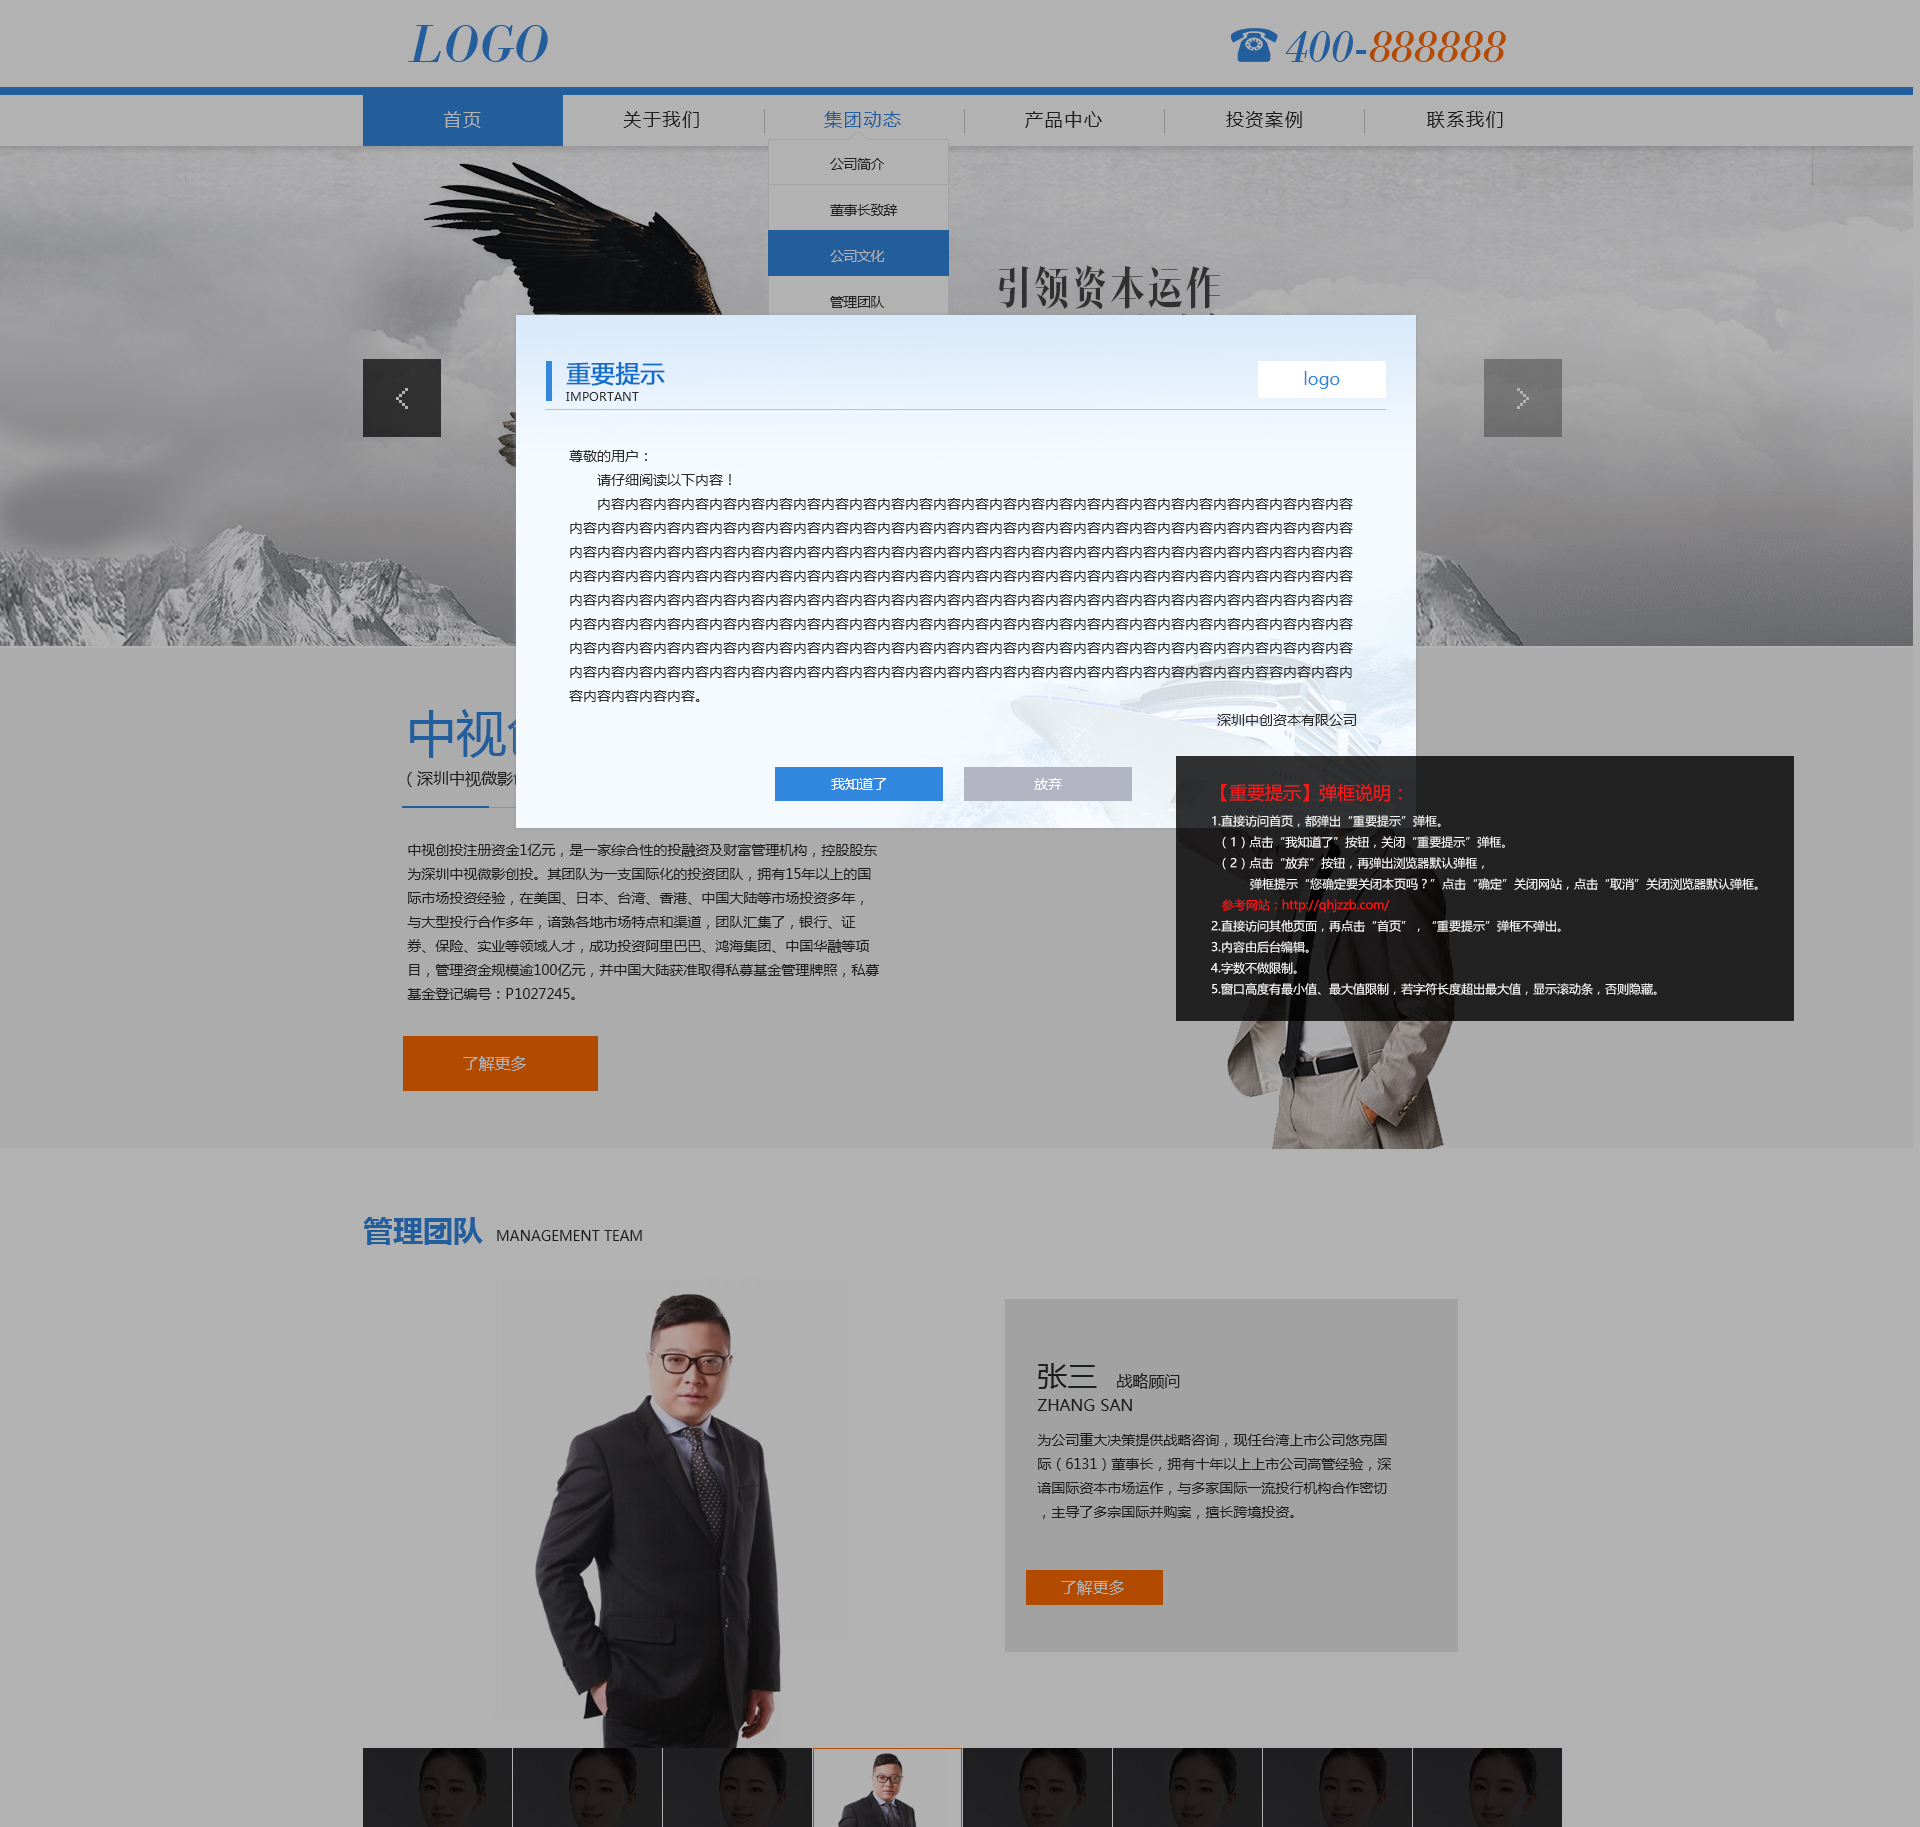 LOGO
400-888888
首页
关于我们
集团动态
产品中心
投资案例
联系我们
公司简介
董事长致辞
公司文化
管理团队
引领资本运作
重要提示
IMPORTANT
logo
尊敬的用户：
请仔细阅读以下内容！
内容内容内容内容内容内容内容内容内容内容内容内容内容内容内容内容内容内容内容内容内容内容内容内容内容内容内容
内容内容内容内容内容内容内容内容内容内容内容内容内容内容内容内容内容内容内容内容内容内容内容内容内容内容内容内容
内容内容内容内容内容内容内容内容内容内容内容内容内容内容内容内容内容内容内容内容内容内容内容内容内容内容内容内容
内容内容内容内容内容内容内容内容内容内容内容内容内容内容内容内容内容内容内容内容内容内容内容内容内容内容内容内容
内容内容内容内容内容内容内容内容内容内容内容内容内容内容内容内容内容内容内容内容内容内容内容内容内容内容内容内容
内容内容内容内容内容内容内容内容内容内容内容内容内容内容内容内容内容内容内容内容内容内容内容内容内容内容内容内容
内容内容内容内容内容内容内容内容内容内容内容内容内容内容内容内容内容内容内容内容内容内容内容内容内容内容内容内容
内容内容内容内容内容内容内容内容内容内容内容内容内容内容内容内容内容内容内容内容内容内容内容内容内容容内容内容内
容内容内容内容内容。
深圳中创资本有限公司
我知道了
放弃
中视
(深圳中视微影
【重要提示】弹框说明：
1.直接访问首页，都弹出“重要提示”弹框。
（1）点击“我知道了”按钮，关闭“重要提示”弹框。
（2）点击“放弃”按钮，再弹出浏览器默认弹框，
弹框提示“您确定要关闭本页吗？”点击“确定”关闭网站，点击“取消”关闭浏览器默认弹框。
参考网站：http://qhjzzb.com/
2.直接访问其他页面，再点击“首页”，“重要提示”弹框不弹出。
3.内容由后台编辑。
4.字数不做限制。
5.窗口高度有最小值、最大值限制，若字符长度超出最大值，显示滚动条，否则隐藏。
中视创投注册资金1亿元，是一家综合性的投融资及财富管理机构，控股股东
为深圳中视微影创投。其团队为一支国际化的投资团队，拥有15年以上的国
际市场投资经验，在美国、日本、台湾、香港、中国大陆等市场投资多年，
与大型投行合作多年，谙熟各地市场特点和渠道，团队汇集了，银行、证
券、保险、实业等领域人才，成功投资阿里巴巴、鸿海集团、中国华融等项
目，管理资金规模逾100亿元，并中国大陆获准取得私募基金管理牌照，私募
基金登记编号：P1027245。
了解更多
管理团队 MANAGEMENT TEAM
张三 战略顾问
ZHANG SAN
为公司重大决策提供战略咨询，现任台湾上市公司悠克国
际（6131）董事长，拥有十年以上上市公司高管经验，深
谙国际资本市场运作，与多家国际一流投行机构合作密切
，主导了多宗国际并购案，擅长跨境投资。
了解更多